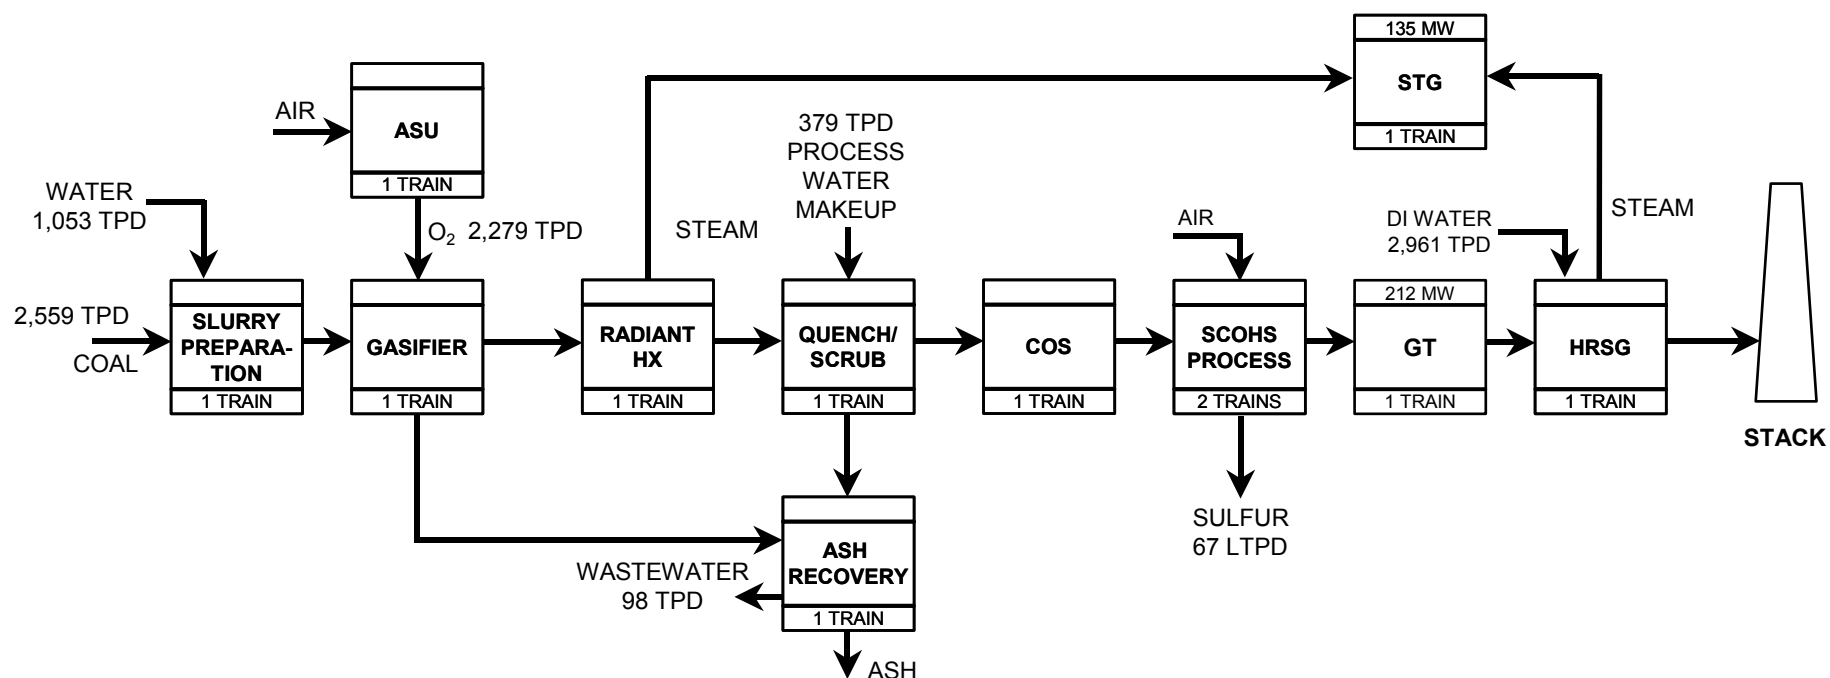 135 MW
STG
1 TRAIN
AIR
ASU
1 TRAIN
379 TPD
PROCESS
WATER
MAKEUP
WATER
1,053 TPD
O2 2,279 TPD
STEAM
AIR
DI WATER
2,961 TPD
STEAM
2,559 TPD
COAL
SLURRY
PREPARA-
TION
1 TRAIN
GASIFIER
1 TRAIN
RADIANT
HX
1 TRAIN
QUENCH/
SCRUB
1 TRAIN
COS
1 TRAIN
SCOHS
PROCESS
2 TRAINS
212 MW
GT
1 TRAIN
HRSG
1 TRAIN
STACK
SULFUR
67 LTPD
WASTEWATER
98 TPD
ASH
RECOVERY
1 TRAIN
ASH